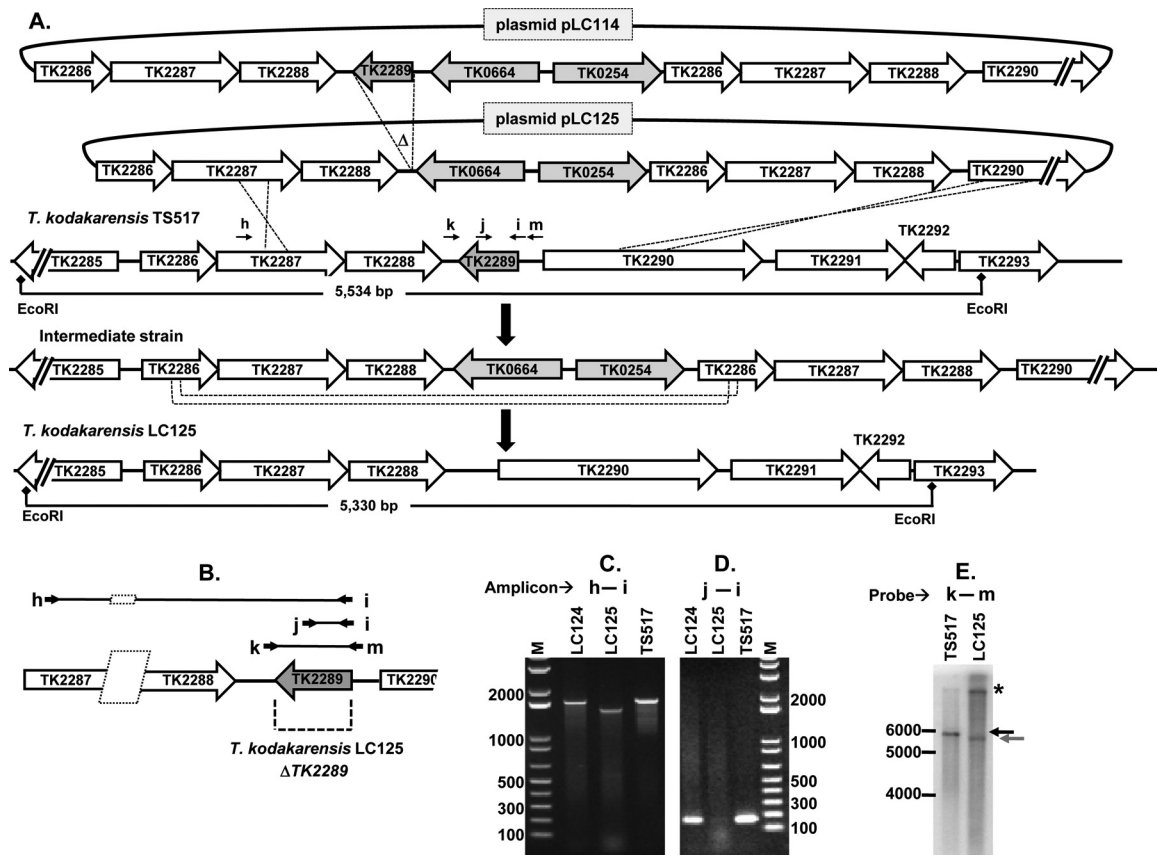 A.
plasmid pLC114
TK2286 TK2287 TK2288 TK2289 TK0664 TK0254 TK2286 TK2287 TK2288 TK2290
Δ
plasmid pLC125
TK2286 TK2287 TK2288 TK0664 TK0254 TK2286 TK2287 TK2288 TK2290
T. kodakarensis TS517
h k j i m
TK2292
TK2285 TK2286 TK2287 TK2288 TK2289 TK2290 TK2291 TK2293
5,534 bp
EcoRI EcoRI
Intermediate strain
TK2285 TK2286 TK2287 TK2288 TK0664 TK0254 TK2286 TK2287 TK2288 TK2290
T. kodakarensis LC125
TK2292
TK2285 TK2286 TK2287 TK2288 TK2290 TK2291 TK2293
5,330 bp
EcoRI EcoRI
B.
h i
j i
k m
TK2287 TK2288 TK2289 TK2290
T. kodakarensis LC125
ΔTK2289
C.
Amplicon→ h — i
M LC124 LC125 TS517
2000
1000
500
300
100
D.
j — i
LC124 LC125 TS517 M
2000
1000
500
300
100
E.
Probe→ k — m
TS517 LC125
*
6000
5000
4000